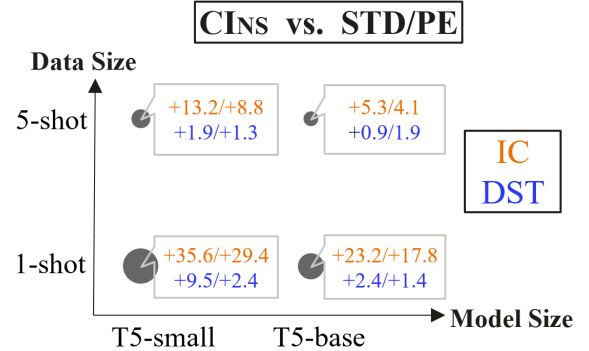 CINS vs. STD/PE
Data Size
5-shot
+13.2/+8.8
+1.9/+1.3
+5.3/4.1
+0.9/1.9
IC
DST
1-shot
+35.6/+29.4
+9.5/+2.4
+23.2/+17.8
+2.4/+1.4
Model Size
T5-small
T5-base